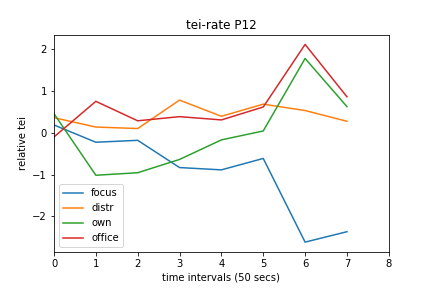 tei-rate P12
relative tei
2
1
0
−1
−2
focus
distr
own
office
0 1 2 3 4 5 6 7 8
time intervals (50 secs)